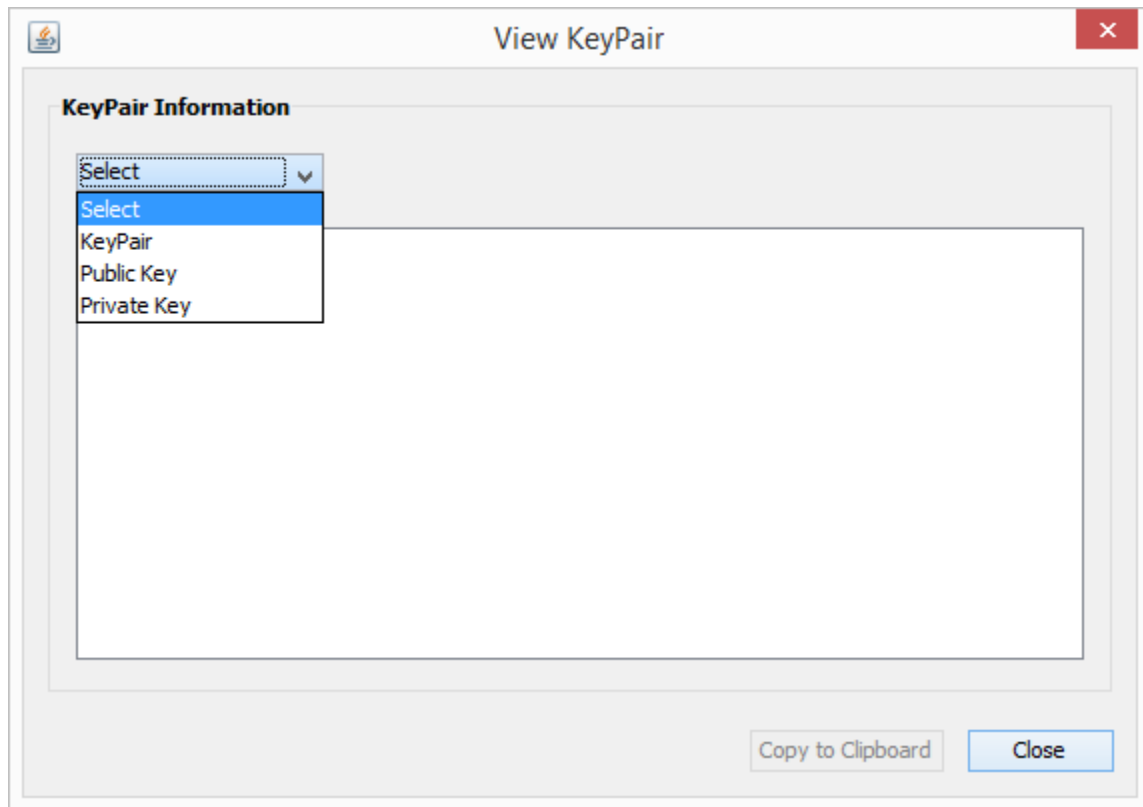 View KeyPair
KeyPair Information
Select
Select
KeyPair
Public Key
Private Key
Copy to Clipboard
Close